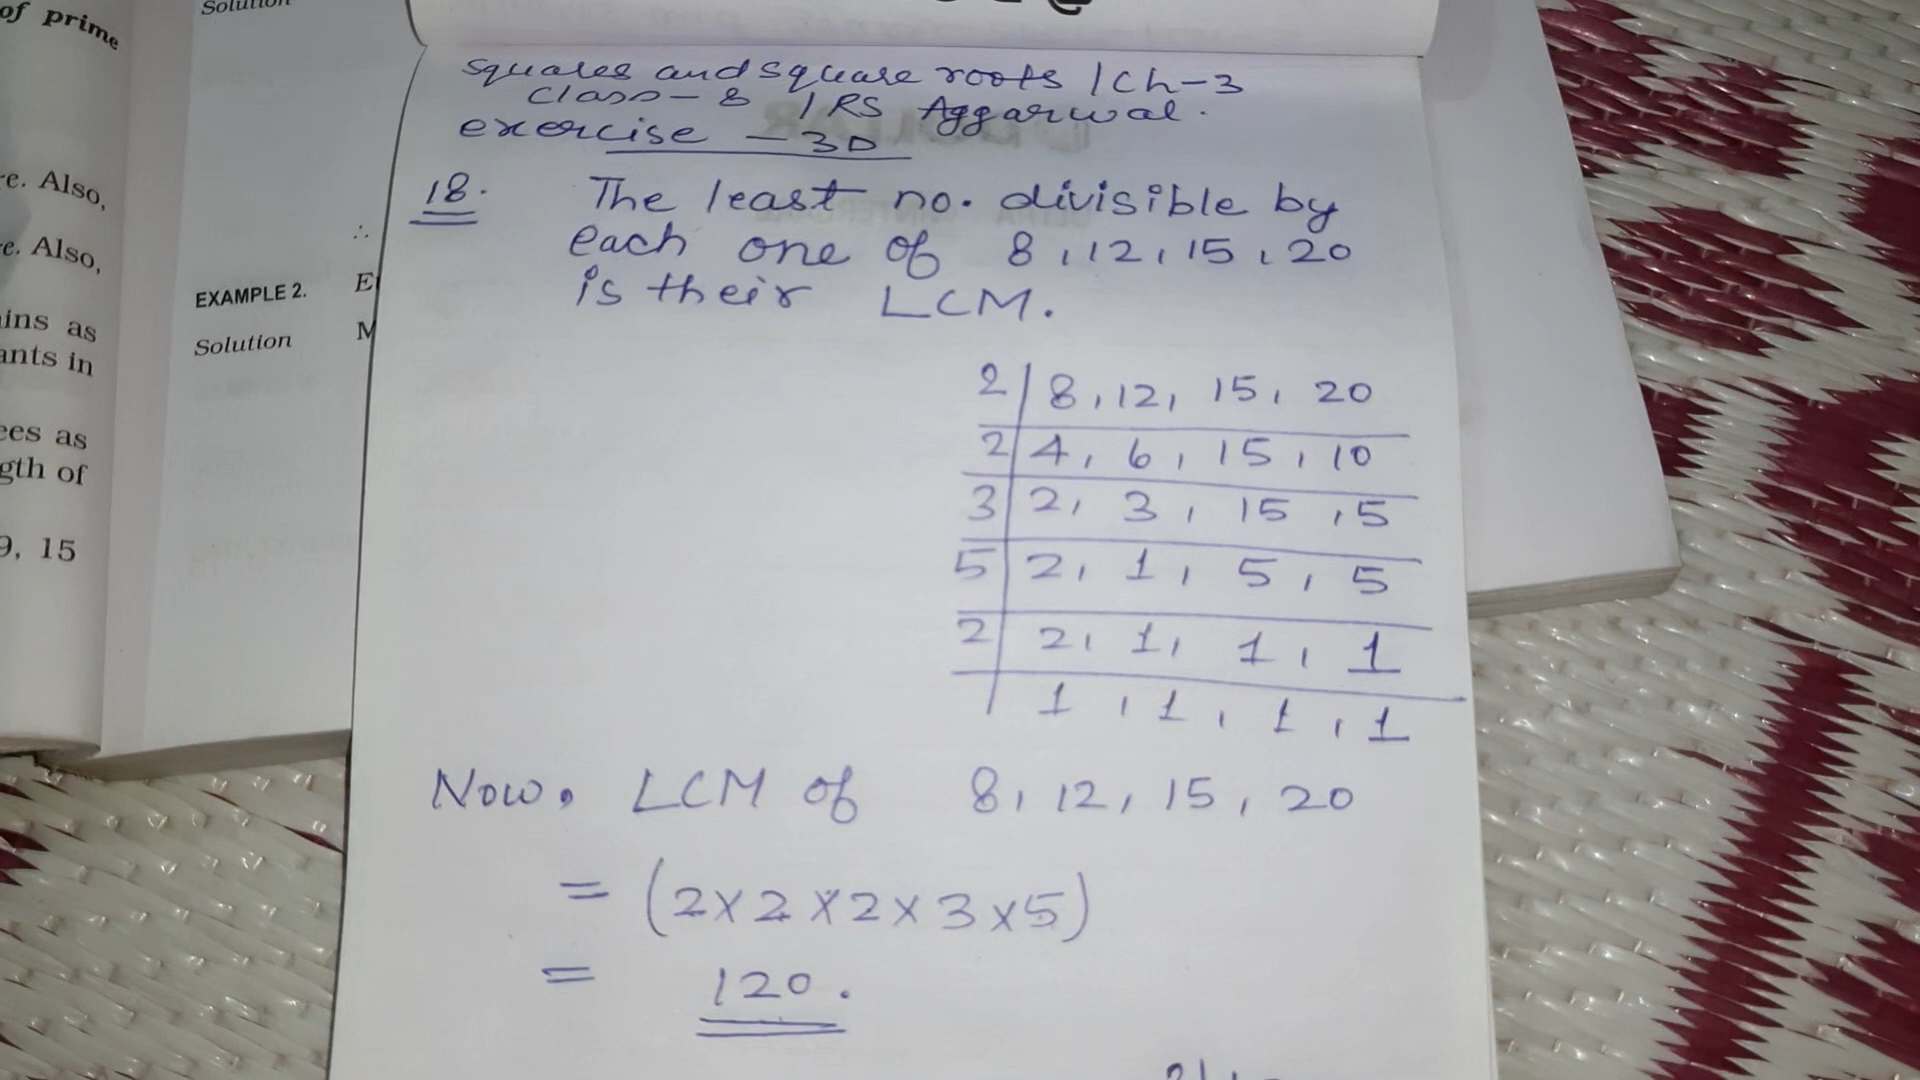 of prime
Solution
squares and square roots / Ch-3
class-8 / RS Aggarwal.
exercise - 3D
18. The least no. divisible by
each one of 8, 12, 15, 20
is their LCM.
2 | 8, 12, 15, 20
2 | 4, 6, 15, 10
3 | 2, 3, 15, 5
5 | 2, 1, 5, 5
2 | 2, 1, 1, 1
| 1, 1, 1, 1
Now, LCM of 8, 12, 15, 20
= (2×2×2×3×5)
= 120.
e. Also,
e. Also,
ins as
ants in
ees as
gth of
9, 15
∴
EXAMPLE 2.
Solution